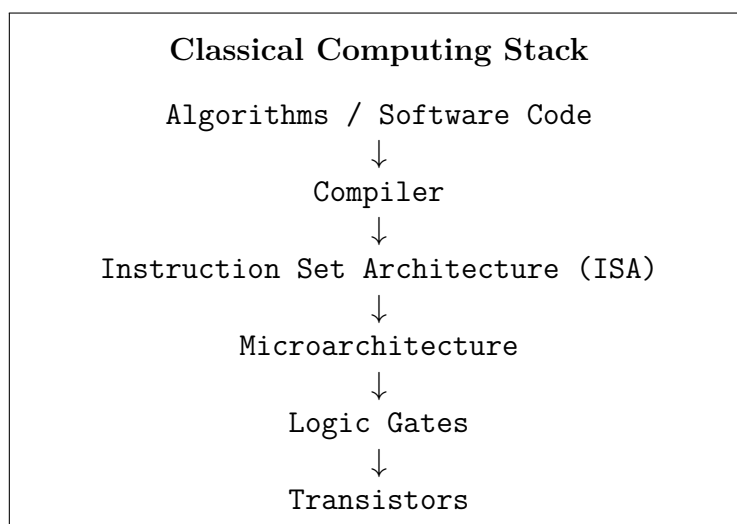 Classical Computing Stack
Algorithms / Software Code
↓
Compiler
↓
Instruction Set Architecture (ISA)
↓
Microarchitecture
↓
Logic Gates
↓
Transistors